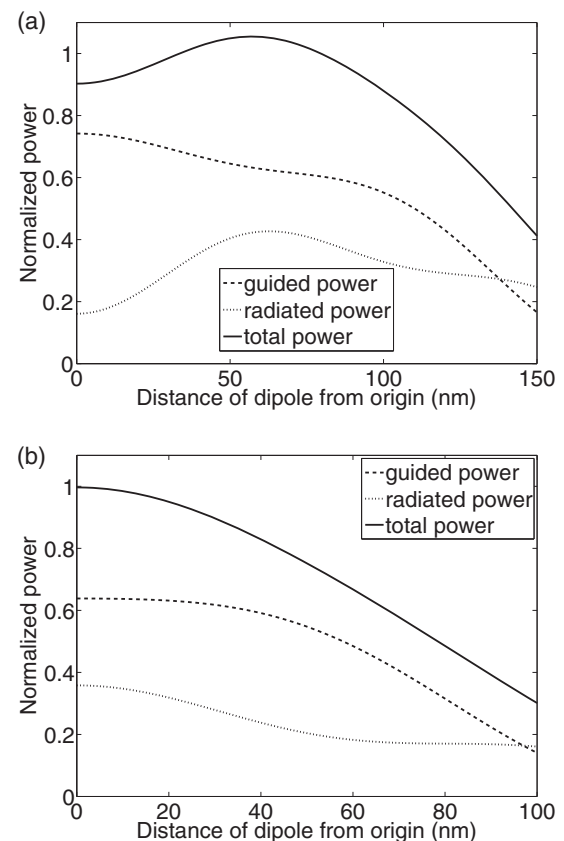 (a)
1
0.8
0.6
0.4
0.2
0
Normalized power
guided power
radiated power
total power
0
50
100
150
Distance of dipole from origin (nm)
(b)
1
0.8
0.6
0.4
0.2
0
Normalized power
guided power
radiated power
total power
0
20
40
60
80
100
Distance of dipole from origin (nm)